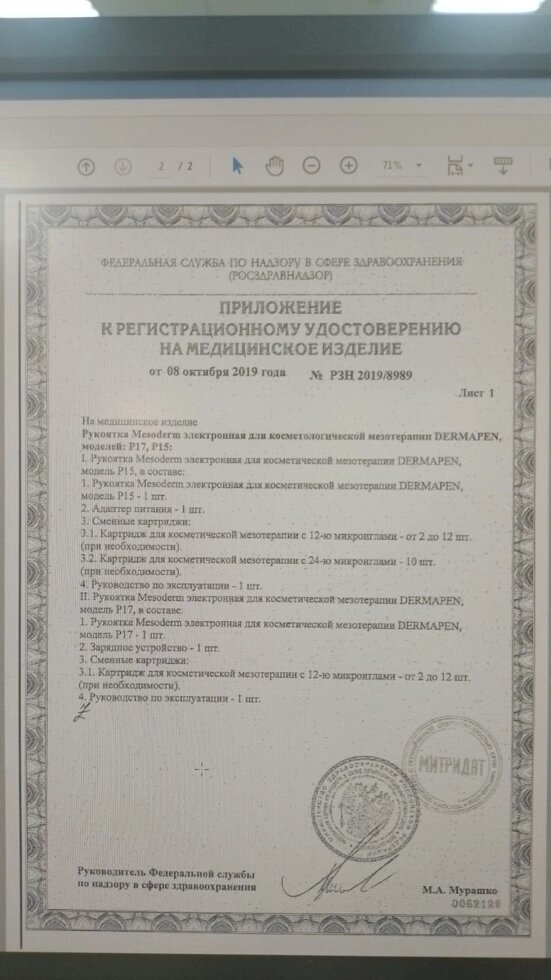 2 / 2
71%
ФЕДЕРАЛЬНАЯ СЛУЖБА ПО НАДЗОРУ В СФЕРЕ ЗДРАВООХРАНЕНИЯ
(РОСЗДРАВНАДЗОР)
ПРИЛОЖЕНИЕ
К РЕГИСТРАЦИОННОМУ УДОСТОВЕРЕНИЮ
НА МЕДИЦИНСКОЕ ИЗДЕЛИЕ
от 08 октября 2019 года № РЗН 2019/8989
Лист 1
На медицинское изделие
Рукоятка Mesoderm электронная для косметологической мезотерапии DERMAPEN,
моделей: P17, P15:
I. Рукоятка Mesoderm электронная для косметической мезотерапии DERMAPEN,
модель P15, в составе:
1. Рукоятка Mesoderm электронная для косметической мезотерапии DERMAPEN,
модель P15 - 1 шт.
2. Адаптер питания - 1 шт.
3. Сменные картриджи:
3.1. Картридж для косметической мезотерапии с 12-ю микроиглами - от 2 до 12 шт.
(при необходимости).
3.2. Картридж для косметической мезотерапии с 24-ю микроиглами - 10 шт.
(при необходимости).
4. Руководство по эксплуатации - 1 шт.
II. Рукоятка Mesoderm электронная для косметической мезотерапии DERMAPEN,
модель P17, в составе:
1. Рукоятка Mesoderm электронная для косметической мезотерапии DERMAPEN,
модель P17 - 1 шт.
2. Зарядное устройство - 1 шт.
3. Сменные картриджи:
3.1. Картридж для косметической мезотерапии с 12-ю микроиглами - от 2 до 12 шт.
(при необходимости).
4. Руководство по эксплуатации - 1 шт.
МИТРИДАТ
Руководитель Федеральной службы
по надзору в сфере здравоохранения
М.А. Мурашко
0062139